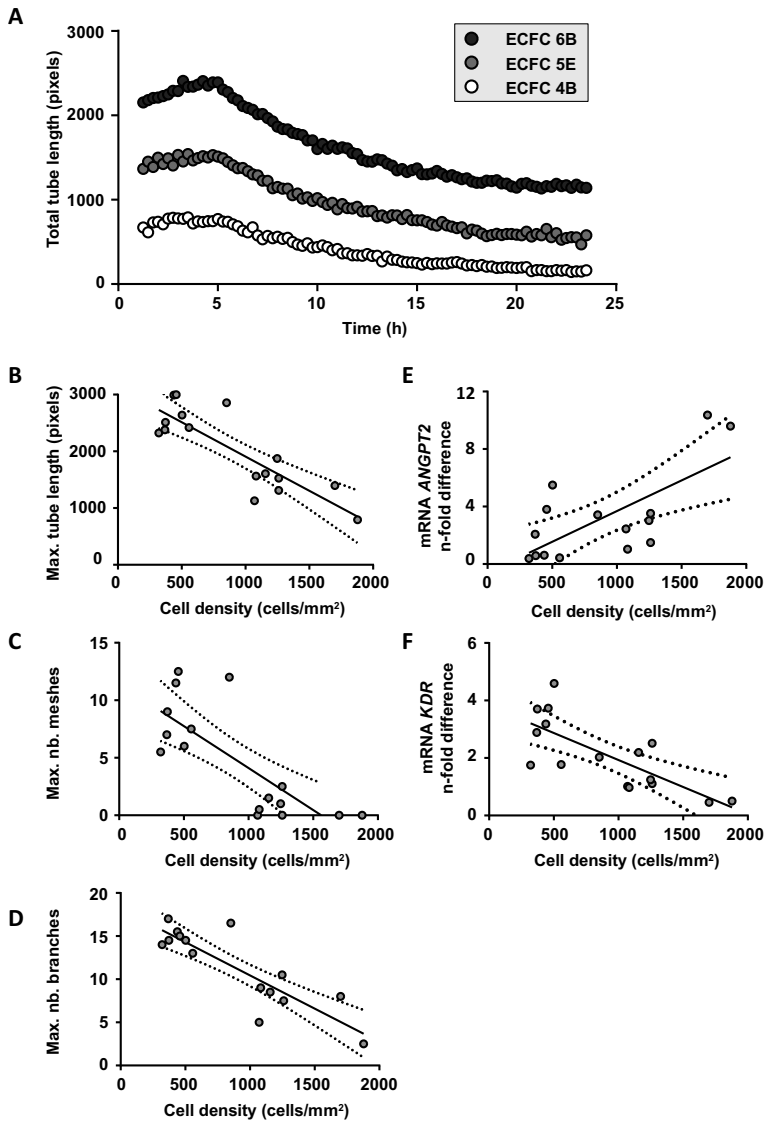 A
3000
2000
1000
0
Total tube length (pixels)
ECFC 6B
ECFC 5E
ECFC 4B
0 5 10 15 20 25
Time (h)
B
3000
2000
1000
0
Max. tube length (pixels)
0 500 1000 1500 2000
Cell density (cells/mm²)
E
12
8
4
0
mRNA ANGPT2
n-fold difference
0 500 1000 1500 2000
Cell density (cells/mm²)
C
15
10
5
0
Max. nb. meshes
0 500 1000 1500 2000
Cell density (cells/mm²)
F
6
4
2
0
mRNA KDR
n-fold difference
0 500 1000 1500 2000
Cell density (cells/mm²)
D
20
15
10
5
0
Max. nb. branches
0 500 1000 1500 2000
Cell density (cells/mm²)